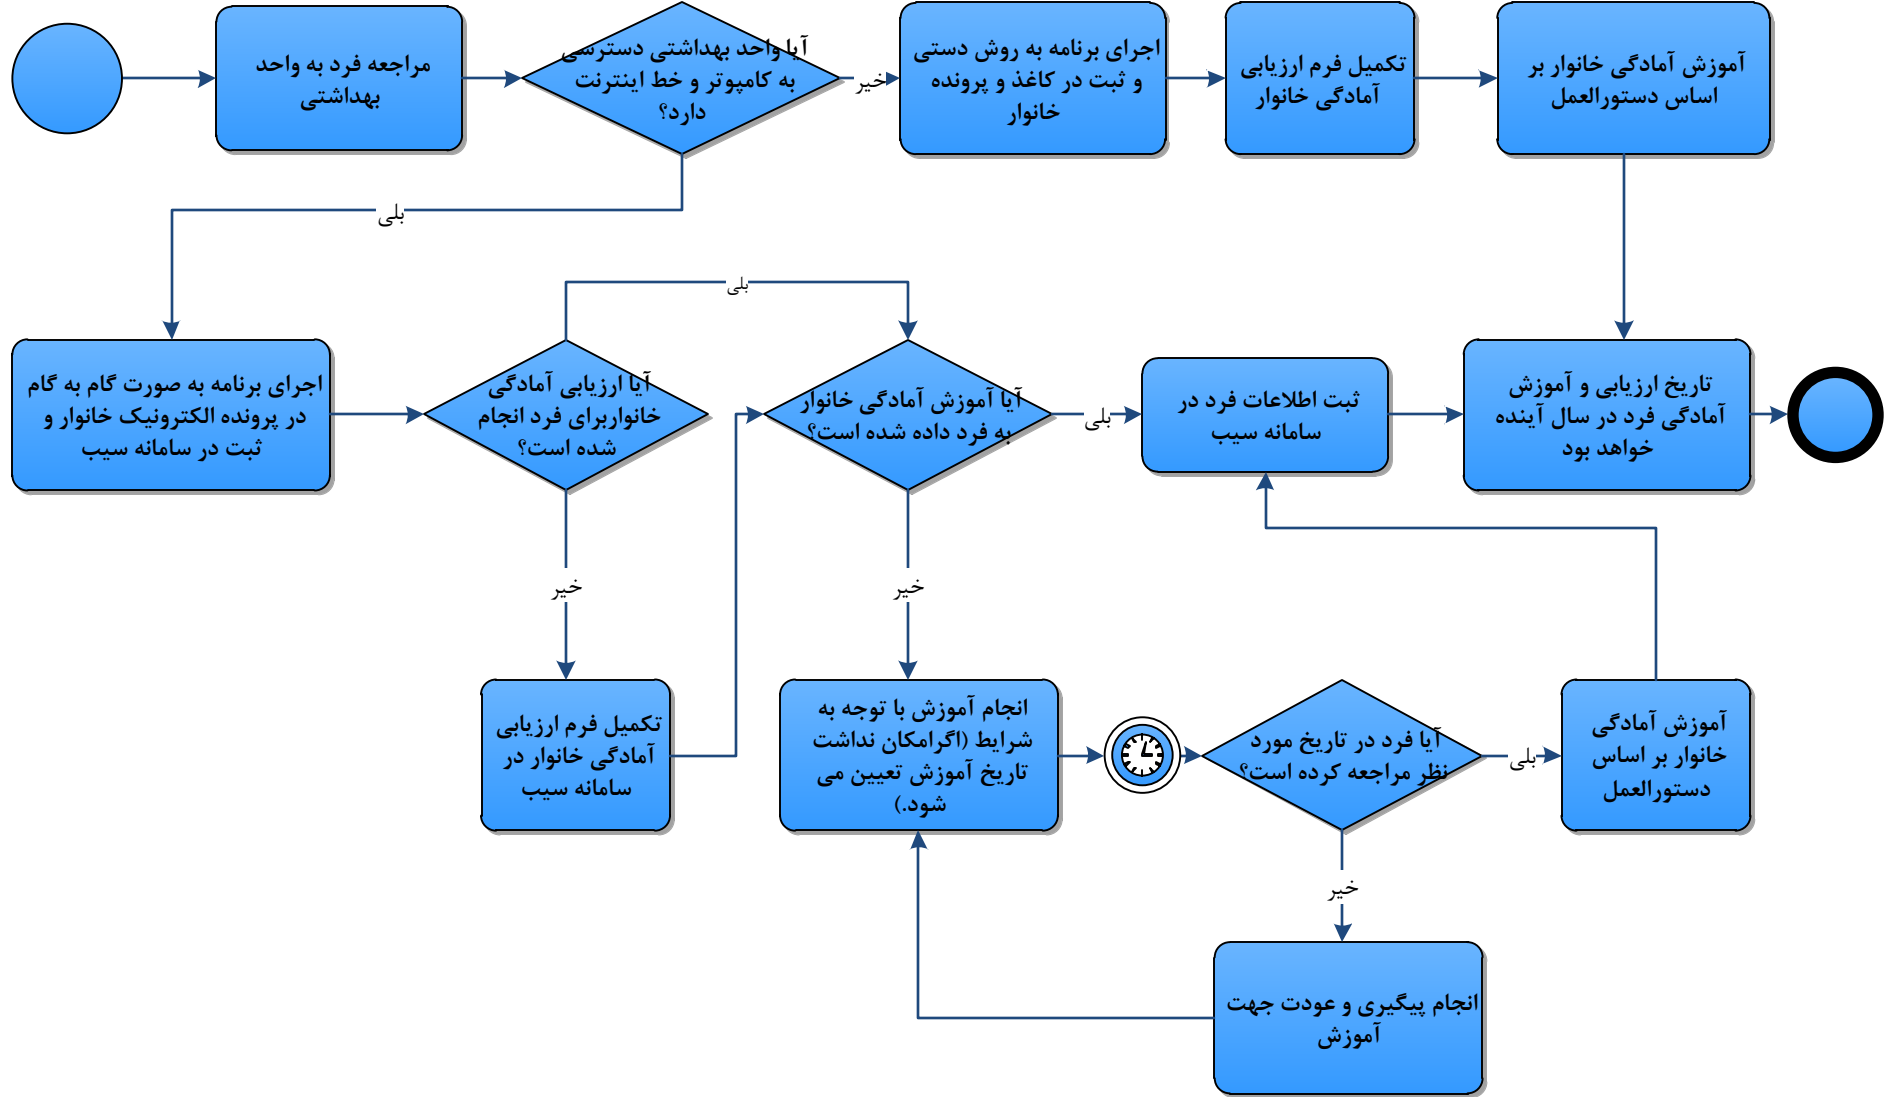 مراجعه فرد به واحد
بهداشتی
آیا واحد بهداشتی دسترسی
به کامپوتر و خط اینترنت
دارد؟
خیر
اجرای برنامه به روش دستی
و ثبت در کاغذ و پرونده
خانوار
تکمیل فرم ارزیابی
آمادگی خانوار
آموزش آمادگی خانوار بر
اساس دستورالعمل
بلی
اجرای برنامه به صورت گام به گام
در پرونده الکترونیک خانوار و
ثبت در سامانه سیب
آیا ارزیابی آمادگی
خانواربرای فرد انجام
شده است؟
بلی
آیا آموزش آمادگی خانوار
به فرد داده شده است؟
بلی
ثبت اطلاعات فرد در
سامانه سیب
تاریخ ارزیابی و آموزش
آمادگی فرد در سال آینده
خواهد بود
خیر
خیر
تکمیل فرم ارزیابی
آمادگی خانوار در
سامانه سیب
انجام آموزش با توجه به
شرایط (اگرامکان نداشت
تاریخ آموزش تعیین می
شود.)
آیا فرد در تاریخ مورد
نظر مراجعه کرده است؟
بلی
آموزش آمادگی
خانوار بر اساس
دستورالعمل
خیر
انجام پیگیری و عودت جهت
آموزش